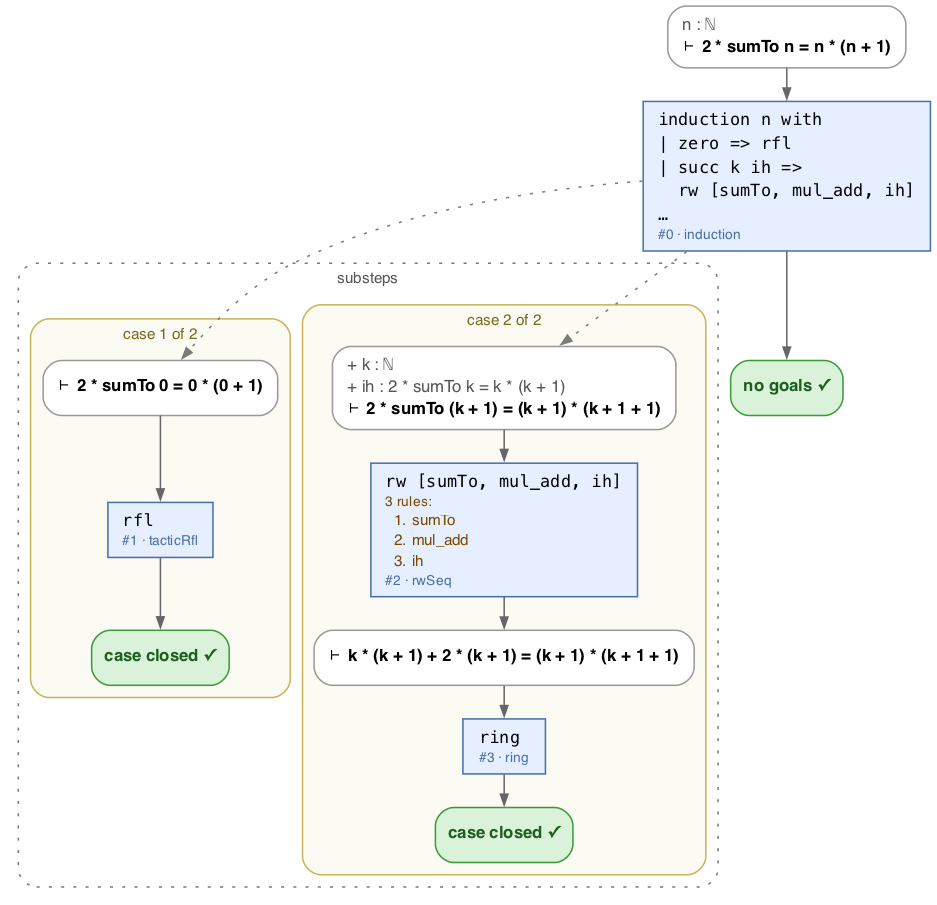 n : ℕ
⊢ 2 * sumTo n = n * (n + 1)
induction n with
| zero => rfl
| succ k ih =>
  rw [sumTo, mul_add, ih]
…
#0 · induction
substeps
case 1 of 2
⊢ 2 * sumTo 0 = 0 * (0 + 1)
rfl
#1 · tacticRfl
case closed ✓
case 2 of 2
+ k : ℕ
+ ih : 2 * sumTo k = k * (k + 1)
⊢ 2 * sumTo (k + 1) = (k + 1) * (k + 1 + 1)
rw [sumTo, mul_add, ih]
3 rules:
1. sumTo
2. mul_add
3. ih
#2 · rwSeq
⊢ k * (k + 1) + 2 * (k + 1) = (k + 1) * (k + 1 + 1)
ring
#3 · ring
case closed ✓
no goals ✓